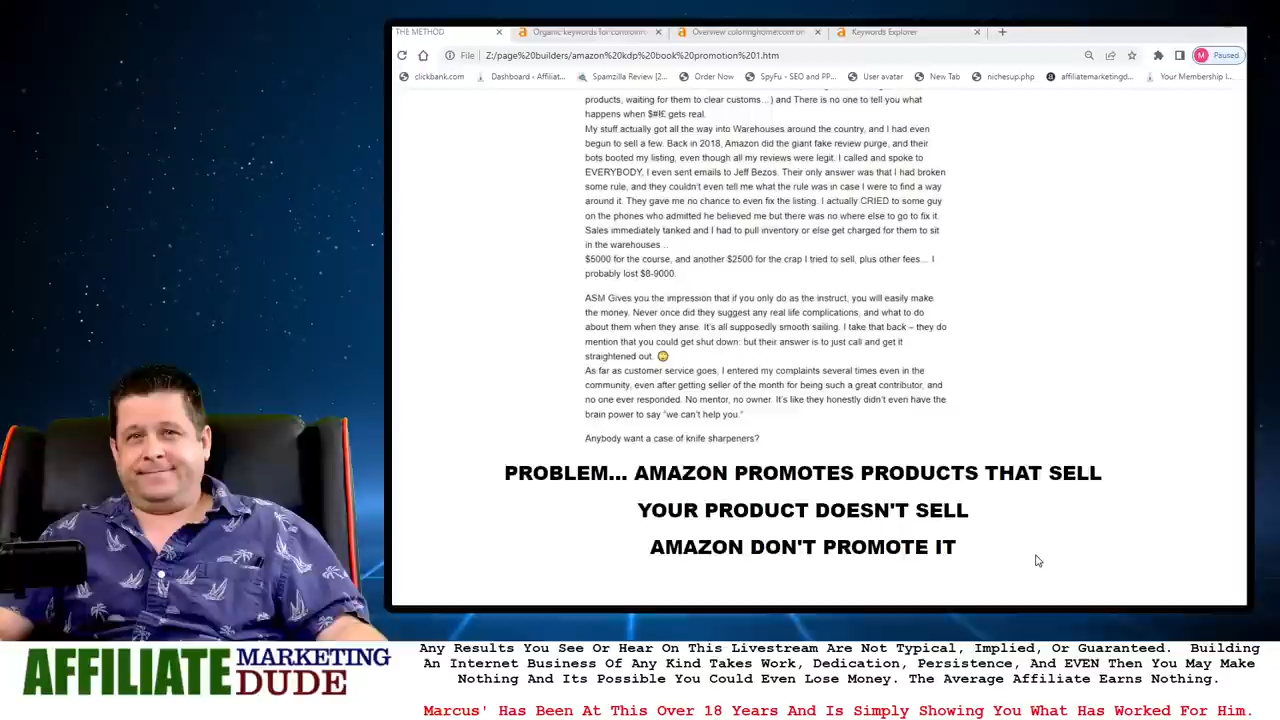 THE METHOD
Organic keywords for
Overview coloringhome.com on
Keywords Explorer
File
Z:/page%20builders/amazon%20kdp%20book%20promotion%201.htm
M Paused
clickbank.com
Dashboard - Affiliat...
Spamzilla Review [2...
Order Now
SpyFu - SEO and PP...
User avatar
New Tab
nichesup.php
affiliatemarketingd...
Your Membership I...
products, waiting for them to clear customs...) and There is no one to tell you what
happens when $#!£ gets real.
My stuff actually got all the way into Warehouses around the country, and I had even
begun to sell a few. Back in 2018, Amazon did the giant fake review purge, and their
bots booted my listing, even though all my reviews were legit. I called and spoke to
EVERYBODY, I even sent emails to Jeff Bezos. Their only answer was that I had broken
some rule, and they couldn't even tell me what the rule was in case I were to find a way
around it. They gave me no chance to even fix the listing. I actually CRIED to some guy
on the phones who admitted he believed me but there was no where else to go to fix it.
Sales immediately tanked and I had to pull inventory or else get charged for them to sit
in the warehouses...
$5000 for the course, and another $2500 for the crap I tried to sell, plus other fees... I
probably lost $8-9000.
ASM Gives you the impression that if you only do as the instruct, you will easily make
the money. Never once did they suggest any real life complications, and what to do
about them when they arise. It's all supposedly smooth sailing. I take that back – they do
mention that you could get shut down: but their answer is to just call and get it
straightened out.
As far as customer service goes, I entered my complaints several times even in the
community, even after getting seller of the month for being such a great contributor, and
no one ever responded. No mentor, no owner. It's like they honestly didn't even have the
brain power to say "we can't help you."
Anybody want a case of knife sharpeners?
PROBLEM... AMAZON PROMOTES PRODUCTS THAT SELL
YOUR PRODUCT DOESN'T SELL
AMAZON DON'T PROMOTE IT
AFFILIATE MARKETING DUDE
Any Results You See Or Hear On This Livestream Are Not Typical, Implied, Or Guaranteed. Building
An Internet Business Of Any Kind Takes Work, Dedication, Persistence, And EVEN Then You May Make
Nothing And Its Possible You Could Even Lose Money. The Average Affiliate Earns Nothing.
Marcus' Has Been At This Over 18 Years And Is Simply Showing You What Has Worked For Him.